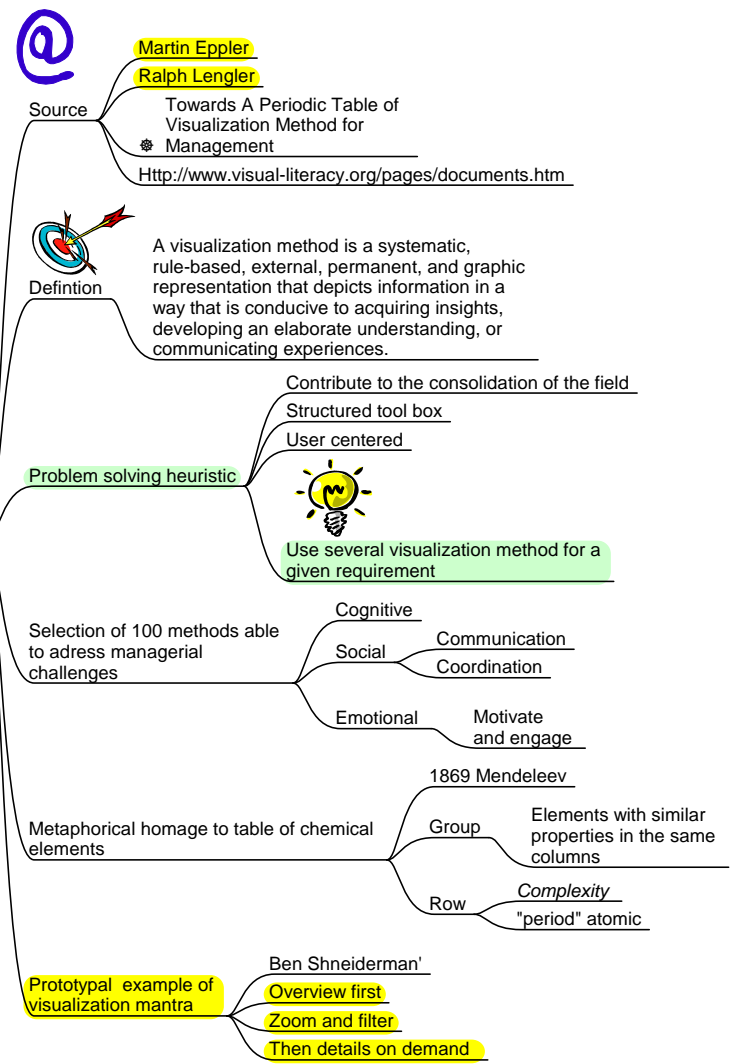 @
Martin Eppler
Ralph Lengler
Source
Towards A Periodic Table of
Visualization Method for
Management
Http://www.visual-literacy.org/pages/documents.htm
Defintion
A visualization method is a systematic,
rule-based, external, permanent, and graphic
representation that depicts information in a
way that is conducive to acquiring insights,
developing an elaborate understanding, or
communicating experiences.
Problem solving heuristic
Contribute to the consolidation of the field
Structured tool box
User centered
Use several visualization method for a
given requirement
Selection of 100 methods able
to adress managerial
challenges
Cognitive
Social
Communication
Coordination
Emotional
Motivate
and engage
Metaphorical homage to table of chemical
elements
1869 Mendeleev
Group
Elements with similar
properties in the same
columns
Row
Complexity
"period" atomic
Prototypal example of
visualization mantra
Ben Shneiderman'
Overview first
Zoom and filter
Then details on demand